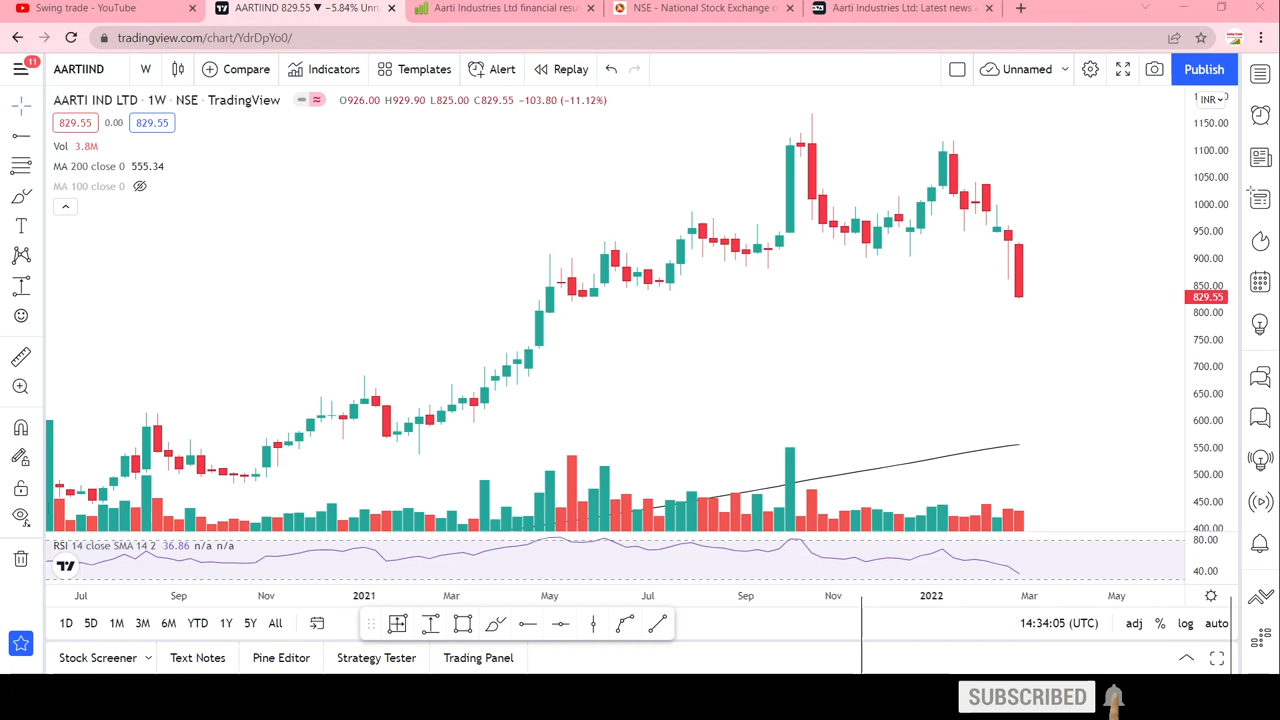 Swing trade - YouTube
AARTIIND 829.55 ▼ −5.84% Unn
Aarti Industries Ltd financial resu
NSE - National Stock Exchange o
Aarti Industries Ltd: Latest news
tradingview.com/chart/YdrDpYo0/
11
AARTIIND
W
Compare
Indicators
Templates
Alert
Replay
Unnamed
Publish
AARTI IND LTD · 1W · NSE · TradingView
O926.00 H929.90 L825.00 C829.55 −103.80 (−11.12%)
INR
829.55 0.00 829.55
Vol 3.8M
MA 200 close 0 555.34
MA 100 close 0
1150.00
1100.00
1050.00
1000.00
950.00
900.00
850.00
829.55
800.00
750.00
700.00
650.00
600.00
550.00
500.00
450.00
400.00
RSI 14 close SMA 14 2 36.86 n/a n/a
80.00
40.00
Jul Sep Nov 2021 Mar May Jul Sep Nov 2022 Mar May
1D 5D 1M 3M 6M YTD 1Y 5Y All
14:34:05 (UTC)
adj % log auto
Stock Screener Text Notes Pine Editor Strategy Tester Trading Panel
SUBSCRIBED